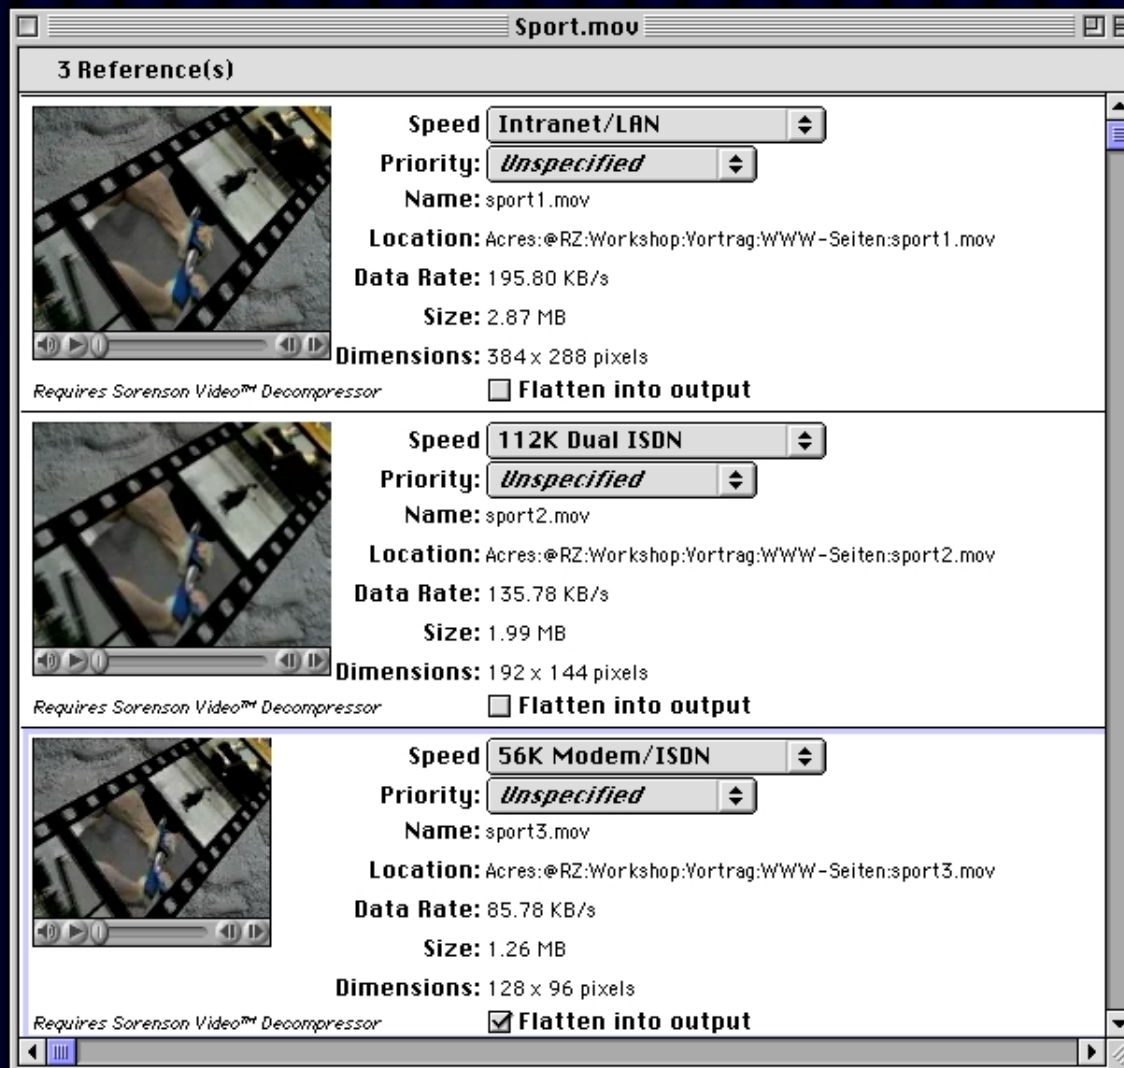 Sport.mov
3 Reference(s)
Speed Intranet/LAN
Priority: Unspecified
Name: sport1.mov
Location: Acres:@RZ:Workshop:Vortrag:WWW-Seiten:sport1.mov
Data Rate: 195.80 KB/s
Size: 2.87 MB
Dimensions: 384 x 288 pixels
Requires Sorenson Video™ Decompressor Flatten into output
Speed 112K Dual ISDN
Priority: Unspecified
Name: sport2.mov
Location: Acres:@RZ:Workshop:Vortrag:WWW-Seiten:sport2.mov
Data Rate: 135.78 KB/s
Size: 1.99 MB
Dimensions: 192 x 144 pixels
Requires Sorenson Video™ Decompressor Flatten into output
Speed 56K Modem/ISDN
Priority: Unspecified
Name: sport3.mov
Location: Acres:@RZ:Workshop:Vortrag:WWW-Seiten:sport3.mov
Data Rate: 85.78 KB/s
Size: 1.26 MB
Dimensions: 128 x 96 pixels
Requires Sorenson Video™ Decompressor Flatten into output